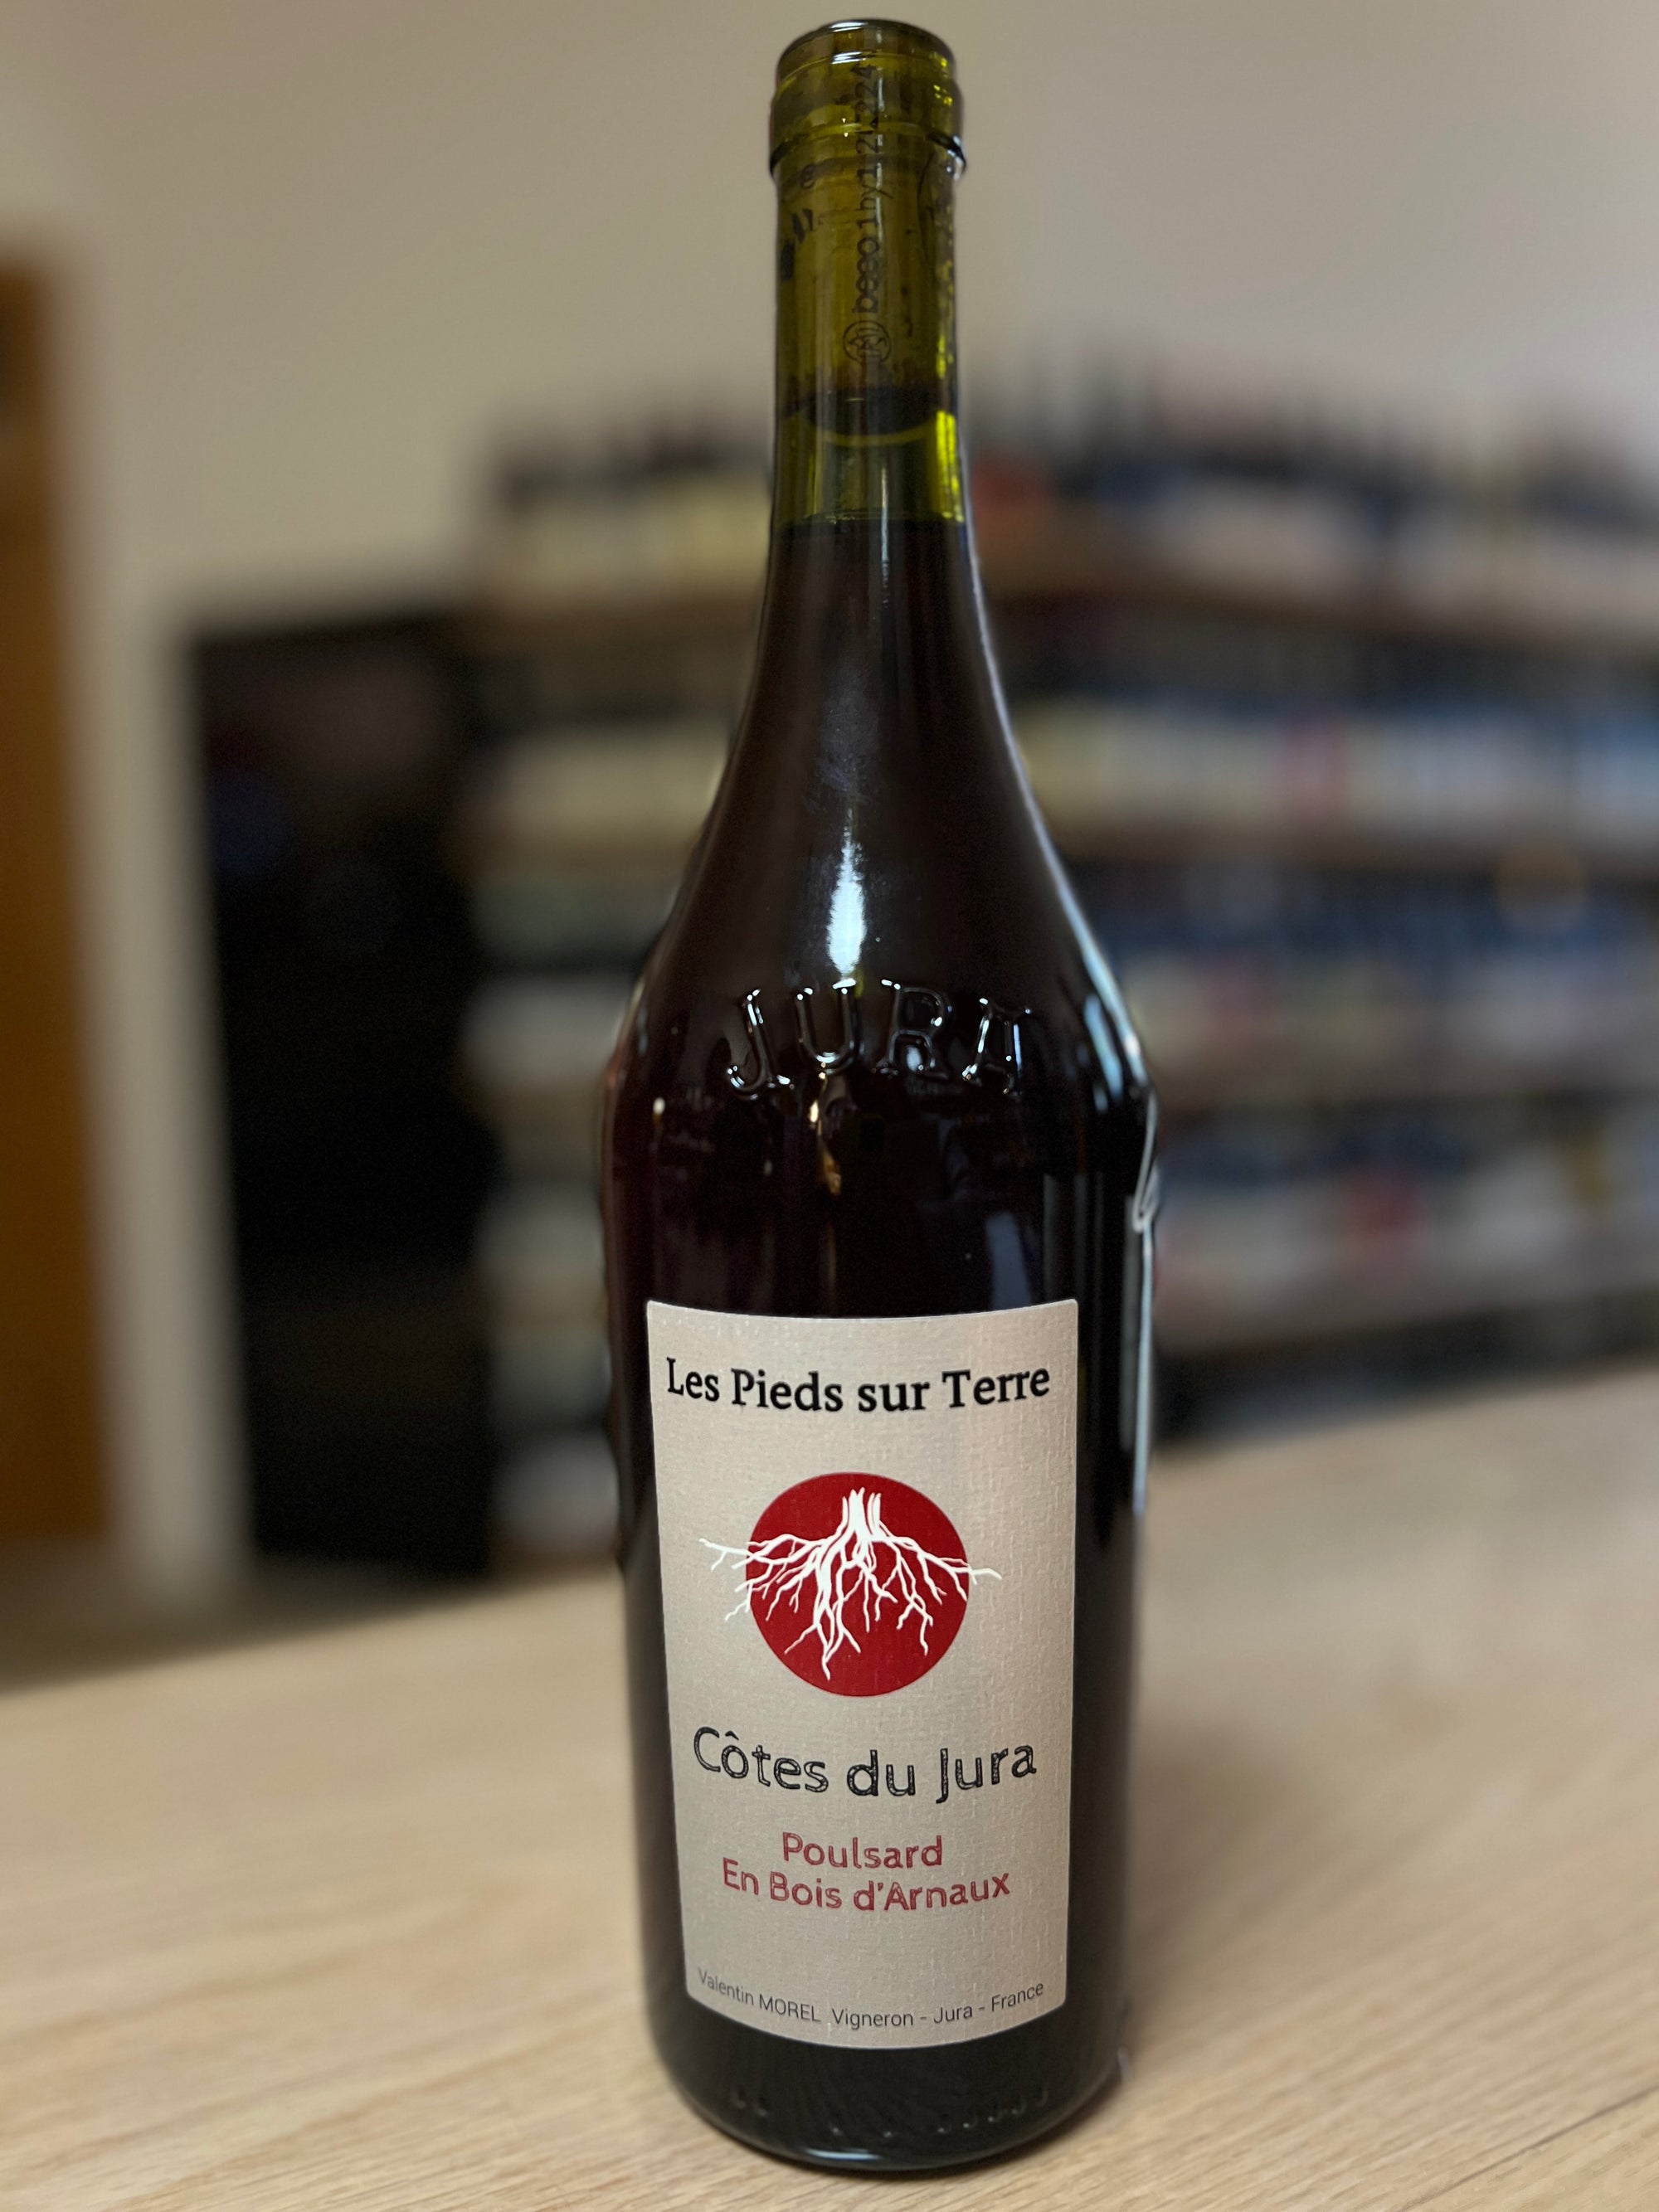 JURA
Les Pieds sur Terre
Côtes du Jura
Poulsard
En Bois d'Arnaux
Valentin MOREL Vigneron - Jura - France